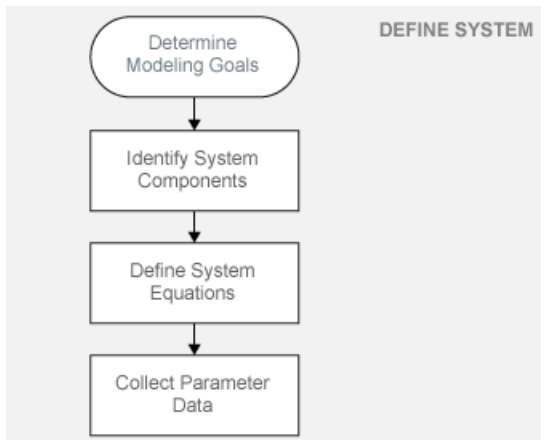 DEFINE SYSTEM
Determine
Modeling Goals
Identify System
Components
Define System
Equations
Collect Parameter
Data